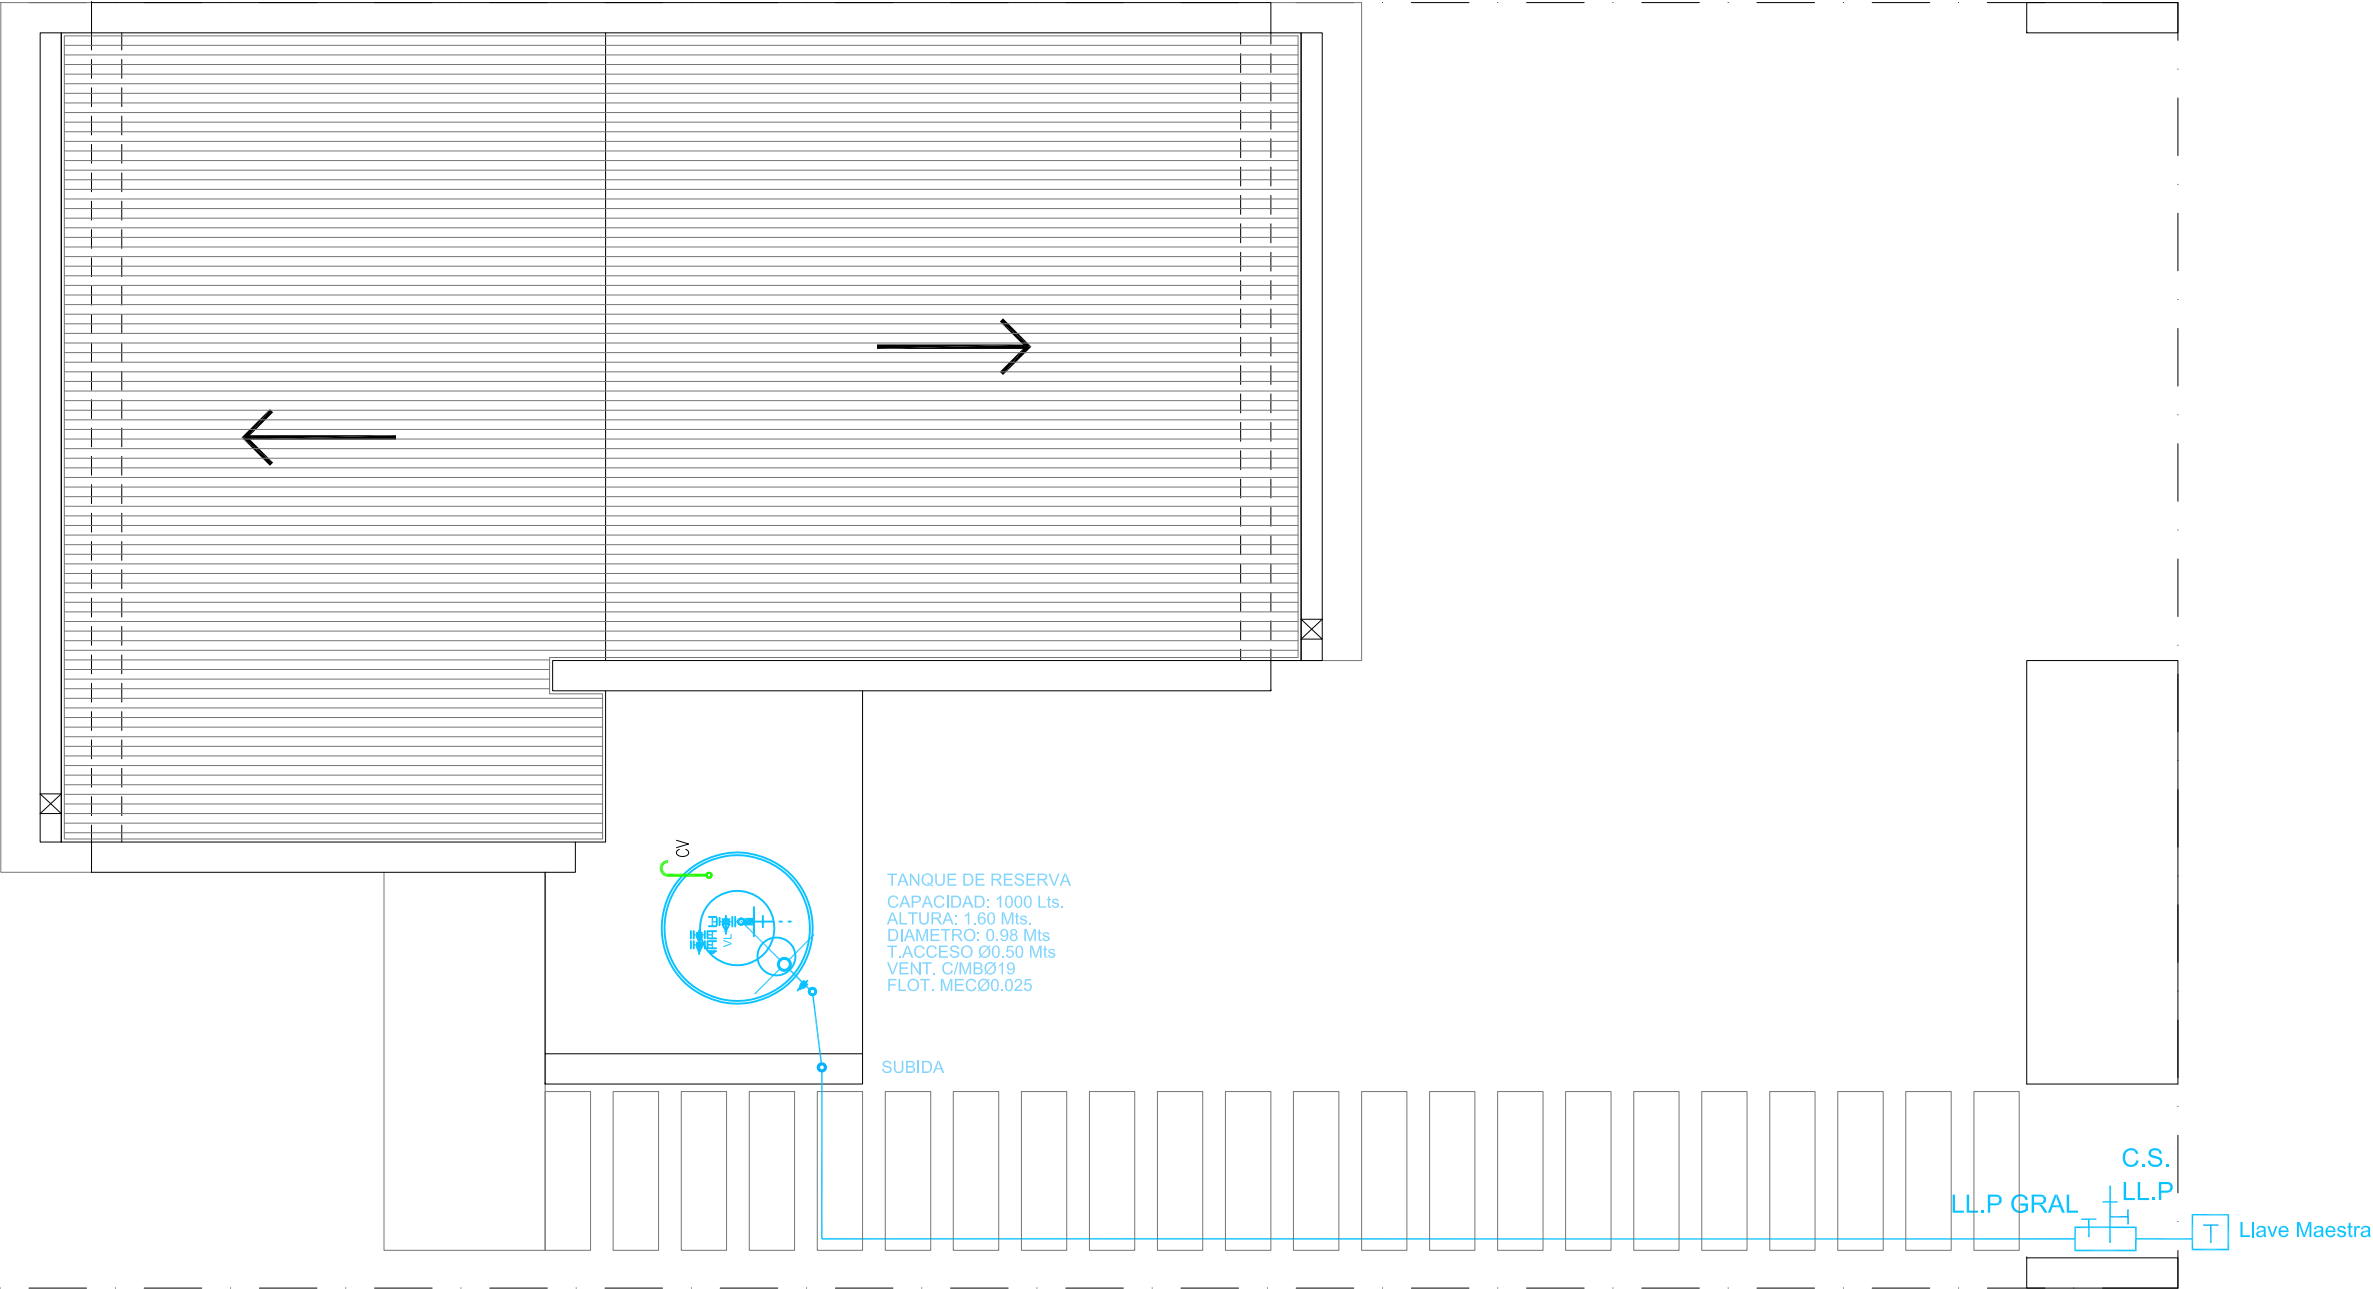 CV
VL
TANQUE DE RESERVA
CAPACIDAD: 1000 Lts.
ALTURA: 1.60 Mts.
DIAMETRO: 0.98 Mts
T.ACCESO Ø0.50 Mts
VENT. C/MBØ19
FLOT. MECØ0.025
SUBIDA
C.S.
LL.P
LL.P GRAL
T Llave Maestra